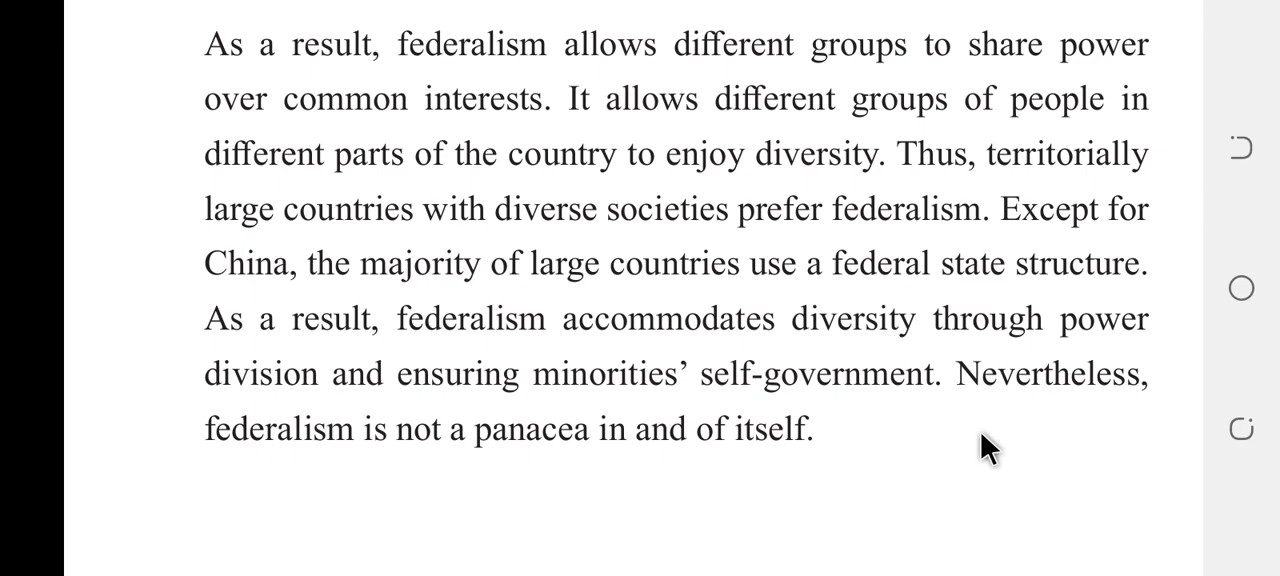 As a result, federalism allows different groups to share power
over common interests. It allows different groups of people in
different parts of the country to enjoy diversity. Thus, territorially
large countries with diverse societies prefer federalism. Except for
China, the majority of large countries use a federal state structure.
As a result, federalism accommodates diversity through power
division and ensuring minorities’ self-government. Nevertheless,
federalism is not a panacea in and of itself.